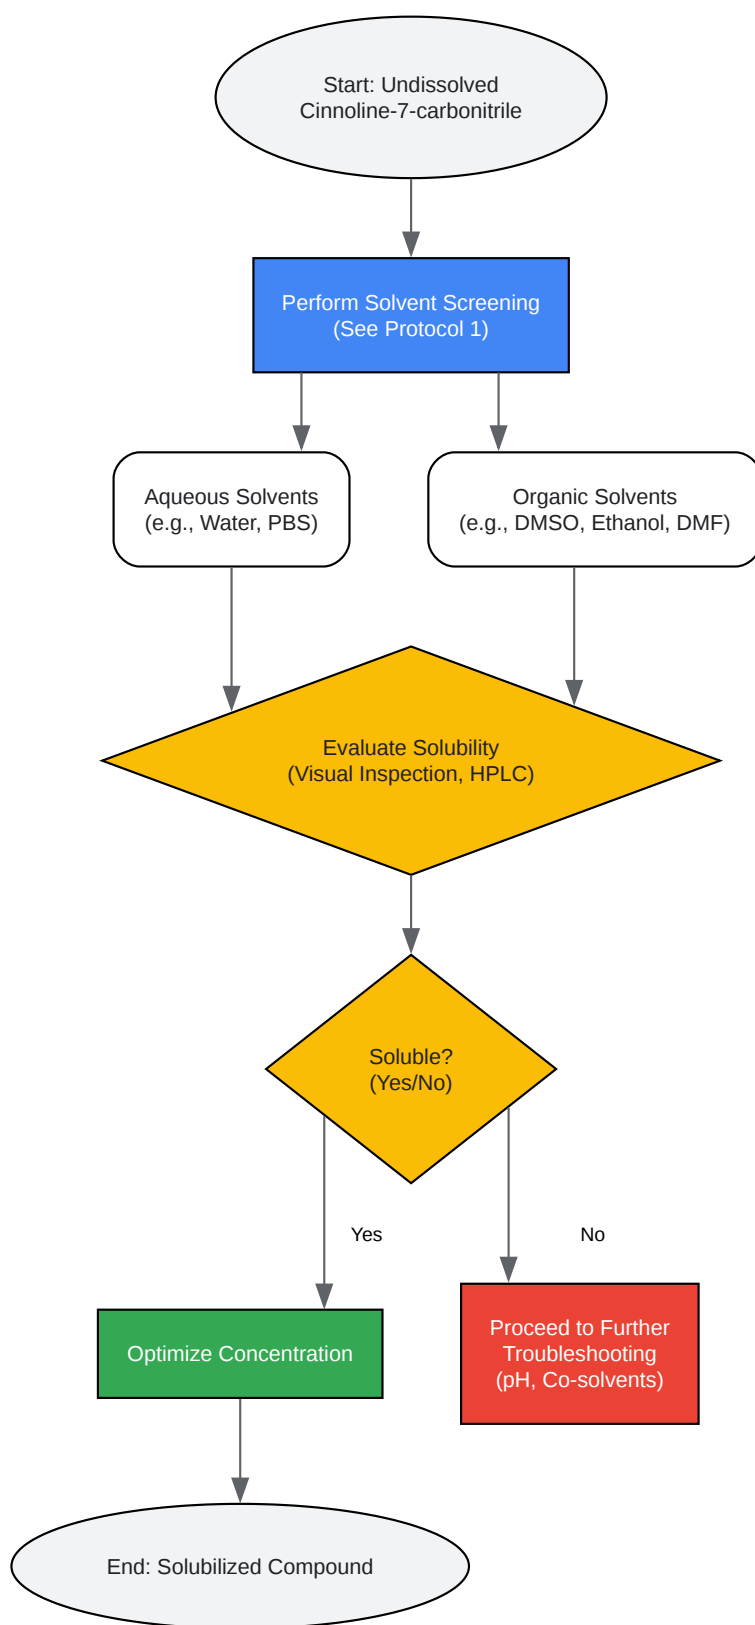 Start: Undissolved
Cinnoline-7-carbonitrile
Perform Solvent Screening
(See Protocol 1)
Aqueous Solvents
(e.g., Water, PBS)
Organic Solvents
(e.g., DMSO, Ethanol, DMF)
Evaluate Solubility
(Visual Inspection, HPLC)
Soluble?
(Yes/No)
Yes
No
Optimize Concentration
Proceed to Further
Troubleshooting
(pH, Co-solvents)
End: Solubilized Compound